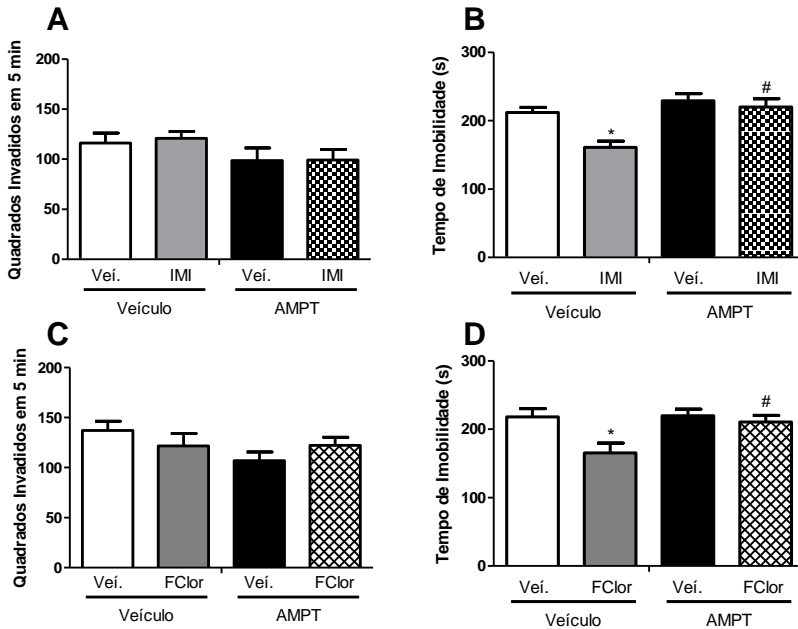 A
Quadrados Invadidos em 5 min
200
150
100
50
0
Veí. IMI Veí. IMI
Veículo AMPT
B
Tempo de Imobilidade (s)
300
200
100
0
*
#
Veí. IMI Veí. IMI
Veículo AMPT
C
Quadrados Invadidos em 5 min
200
150
100
50
0
Veí. FClor Veí. FClor
Veículo AMPT
D
Tempo de Imobilidade (s)
300
200
100
0
*
#
Veí. FClor Veí. FClor
Veículo AMPT